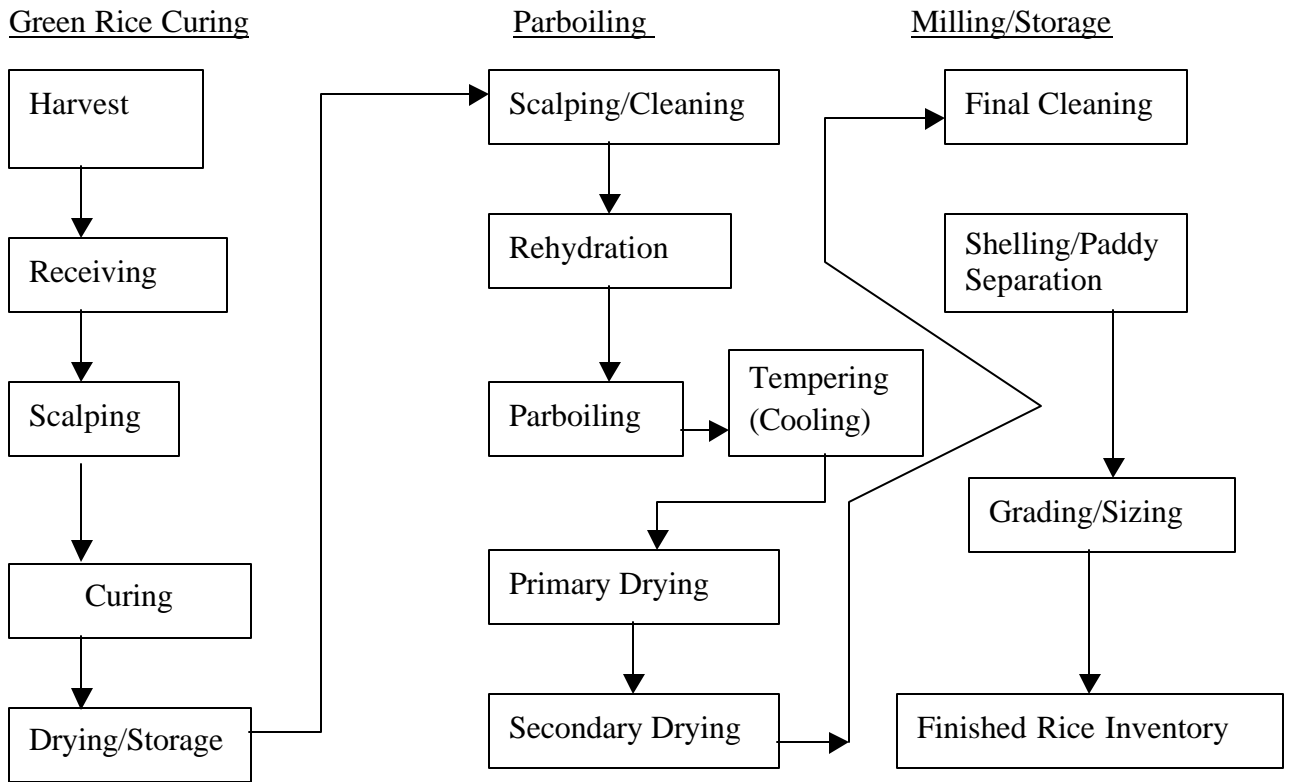 Green Rice Curing
Harvest
Receiving
Scalping
Curing
Drying/Storage
Parboiling
Scalping/Cleaning
Rehydration
Parboiling
Tempering
(Cooling)
Primary Drying
Secondary Drying
Milling/Storage
Final Cleaning
Shelling/Paddy
Separation
Grading/Sizing
Finished Rice Inventory